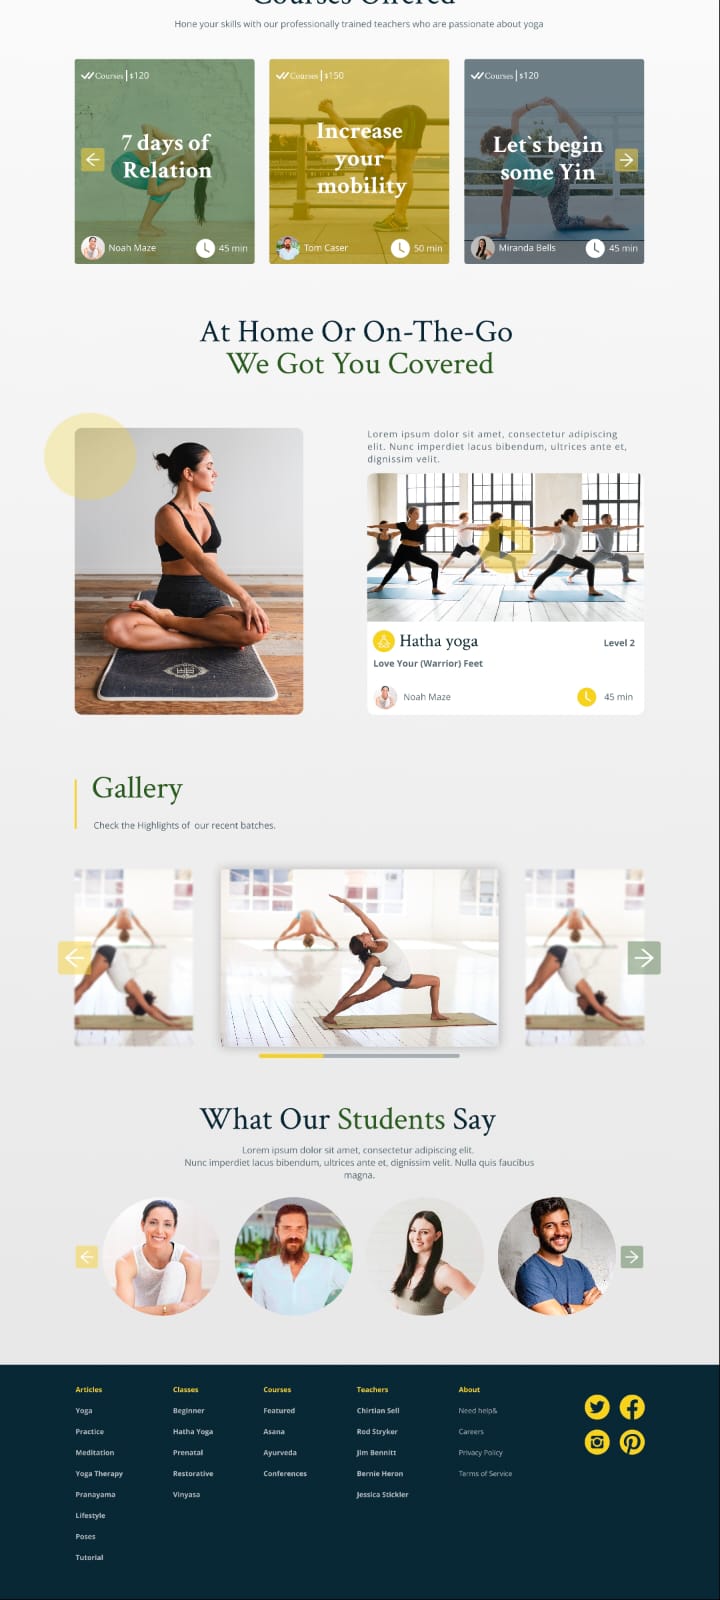 Courses Offered
Hone your skills with our professionally trained teachers who are passionate about yoga
Courses | $120
7 days of
Relation
Noah Maze
45 min
Courses | $150
Increase
your
mobility
Tom Caser
50 min
Courses | $120
Let`s begin
some Yin
Miranda Bells
45 min
At Home Or On-The-Go
We Got You Covered
Lorem ipsum dolor sit amet, consectetur adipiscing
elit. Nunc imperdiet lacus bibendum, ultrices ante et,
dignissim velit.
Hatha yoga
Level 2
Love Your (Warrior) Feet
Noah Maze
45 min
Gallery
Check the Highlights of our recent batches.
What Our Students Say
Lorem ipsum dolor sit amet, consectetur adipiscing elit.
Nunc imperdiet lacus bibendum, ultrices ante et, dignissim velit. Nulla quis faucibus
magna.
Articles
Yoga
Practice
Meditation
Yoga Therapy
Pranayama
Lifestyle
Poses
Tutorial
Classes
Beginner
Hatha Yoga
Prenatal
Restorative
Vinyasa
Courses
Featured
Asana
Ayurveda
Conferences
Teachers
Chirtian Sell
Rod Stryker
Jim Bennitt
Bernie Heron
Jessica Stickler
About
Need help&
Careers
Privacy Policy
Terms of Service